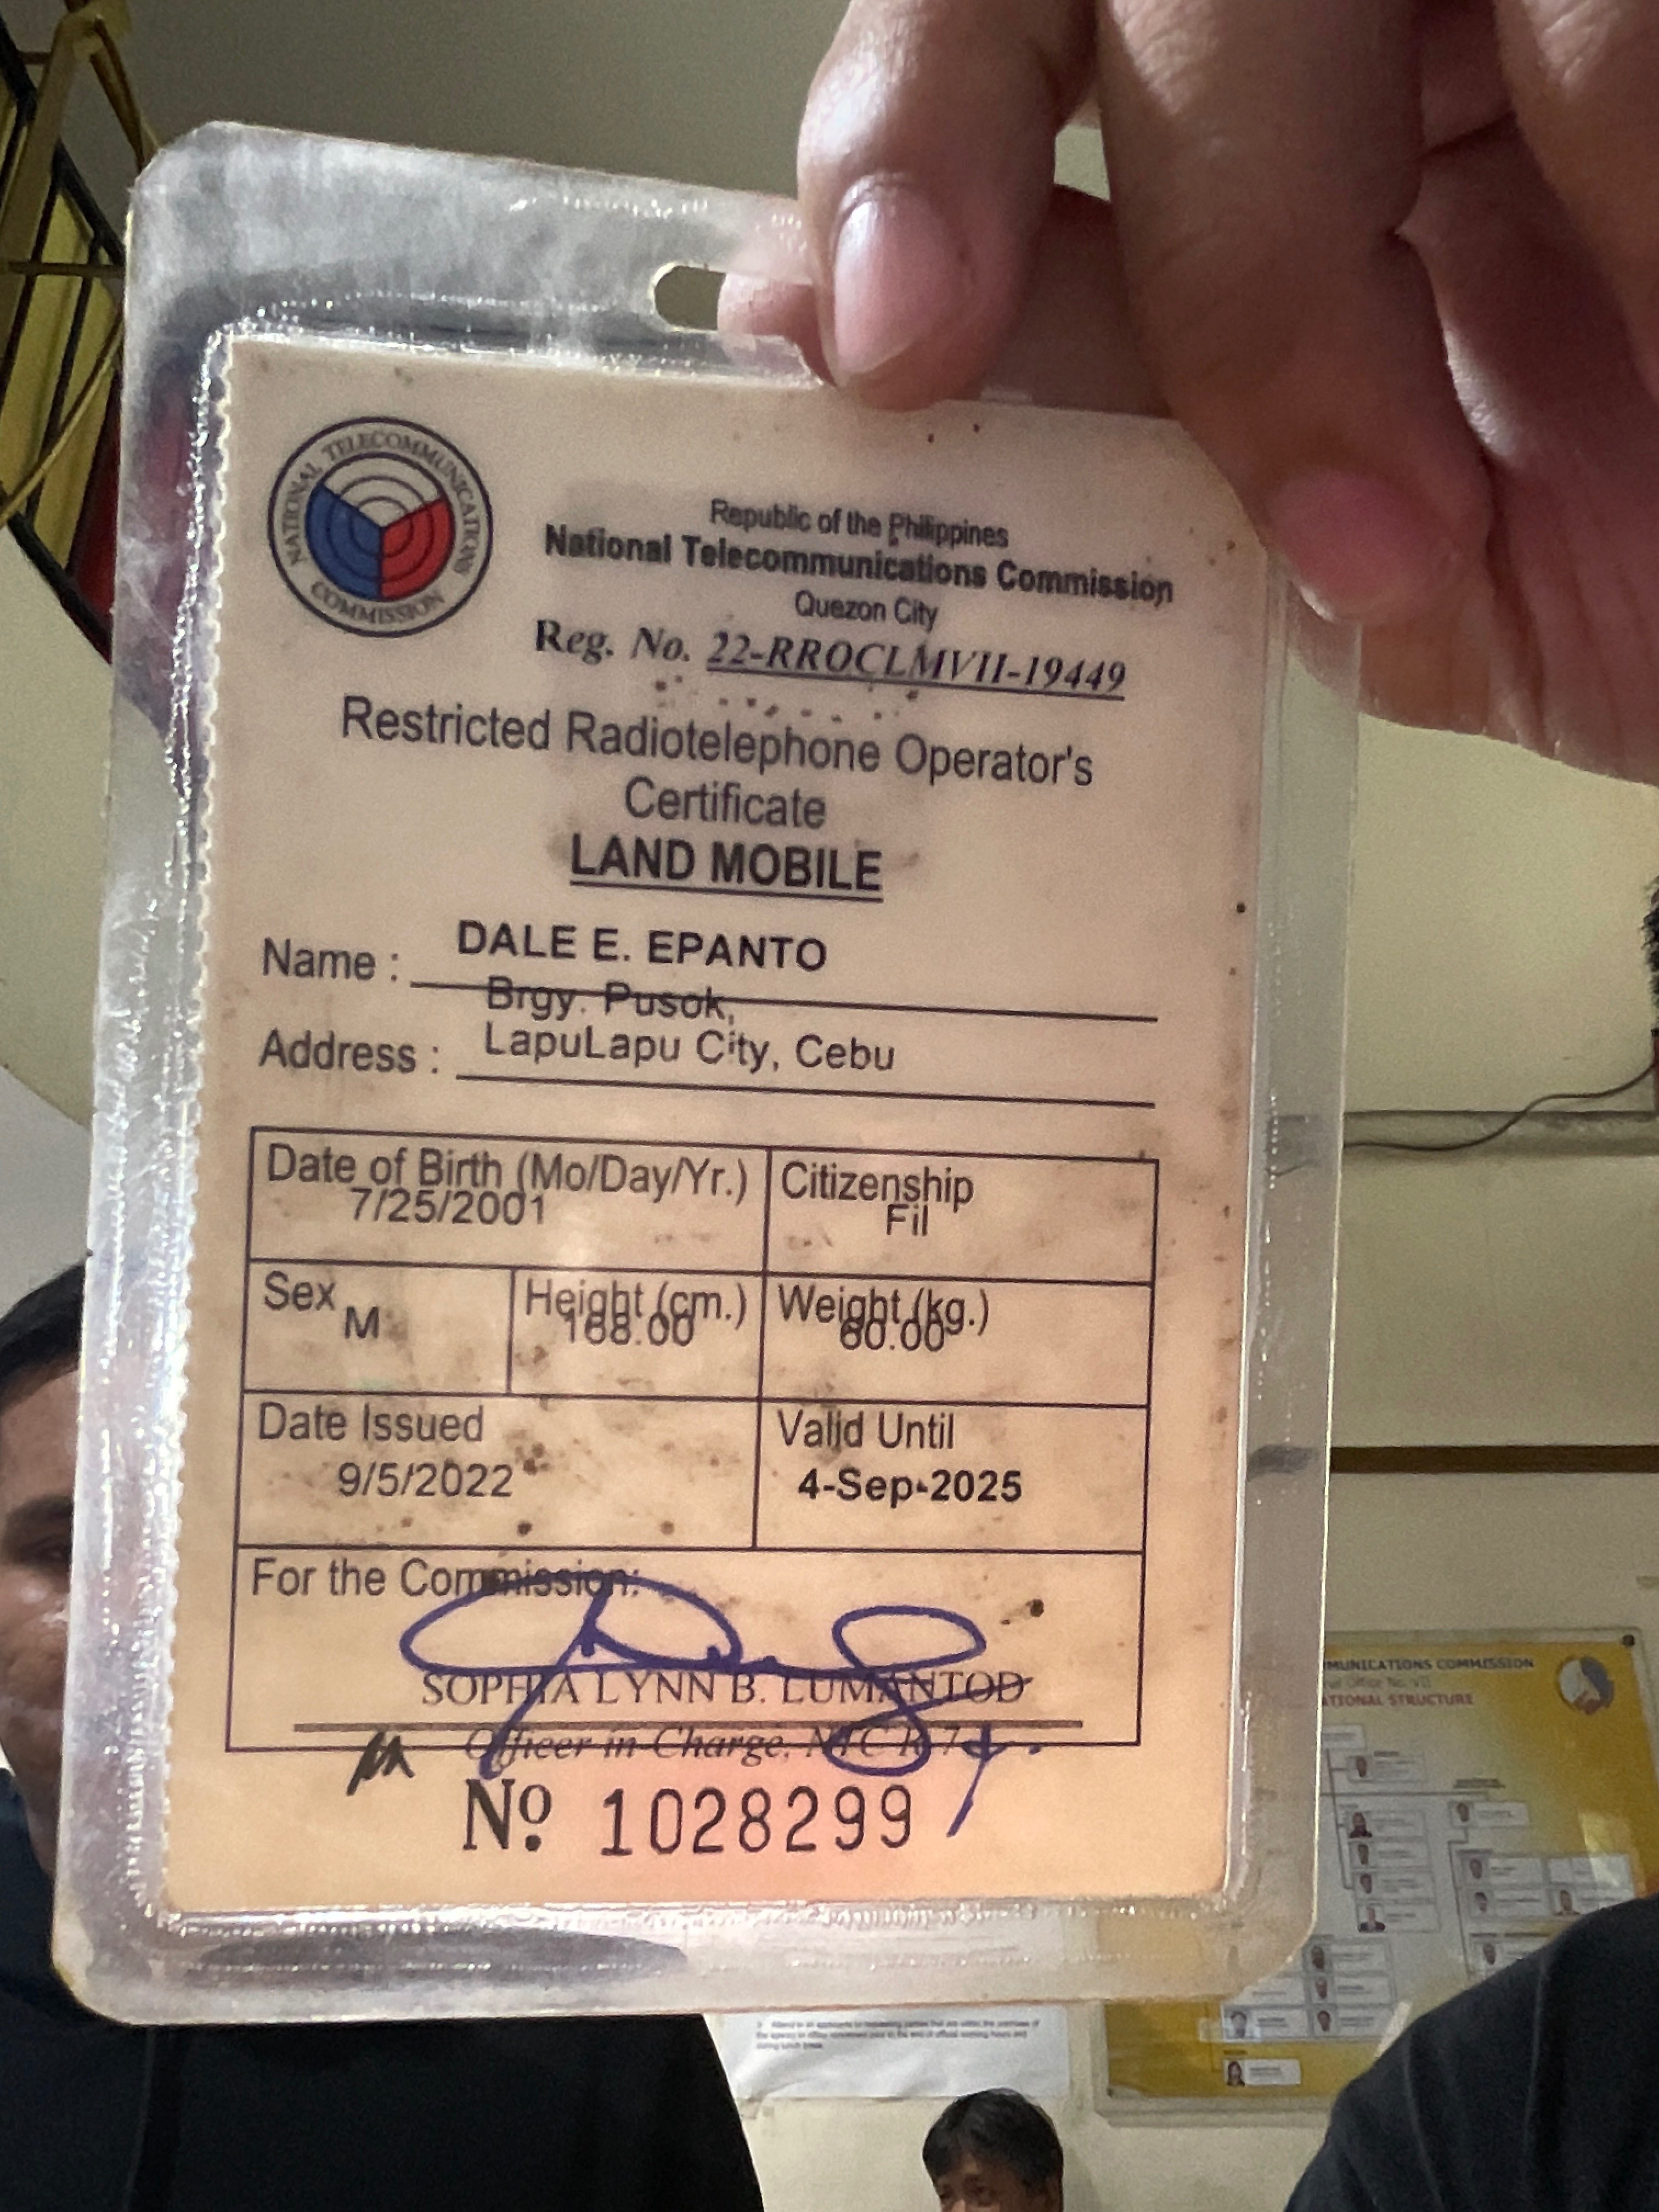 NATIONAL TELECOMMUNICATIONS COMMISSION
Republic of the Philippines
National Telecommunications Commission
Quezon City
Reg. No. 22-RROCLMVII-19449
Restricted Radiotelephone Operator's
Certificate
LAND MOBILE
Name : DALE E. EPANTO
Brgy. Pusok,
Address : LapuLapu City, Cebu
Date of Birth (Mo/Day/Yr.) Citizenship
7/25/2001 Fil
Sex Height (cm.) Weight (kg.)
M 168.00 60.00
Date Issued Valid Until
9/5/2022 4-Sep-2025
For the Commission:
SOPHIA LYNN B. LUMANTOD
Officer in Charge, NTC R-7
Nº 1028299
MUNICATIONS COMMISSION
Office No. VII
ATIONAL STRUCTURE